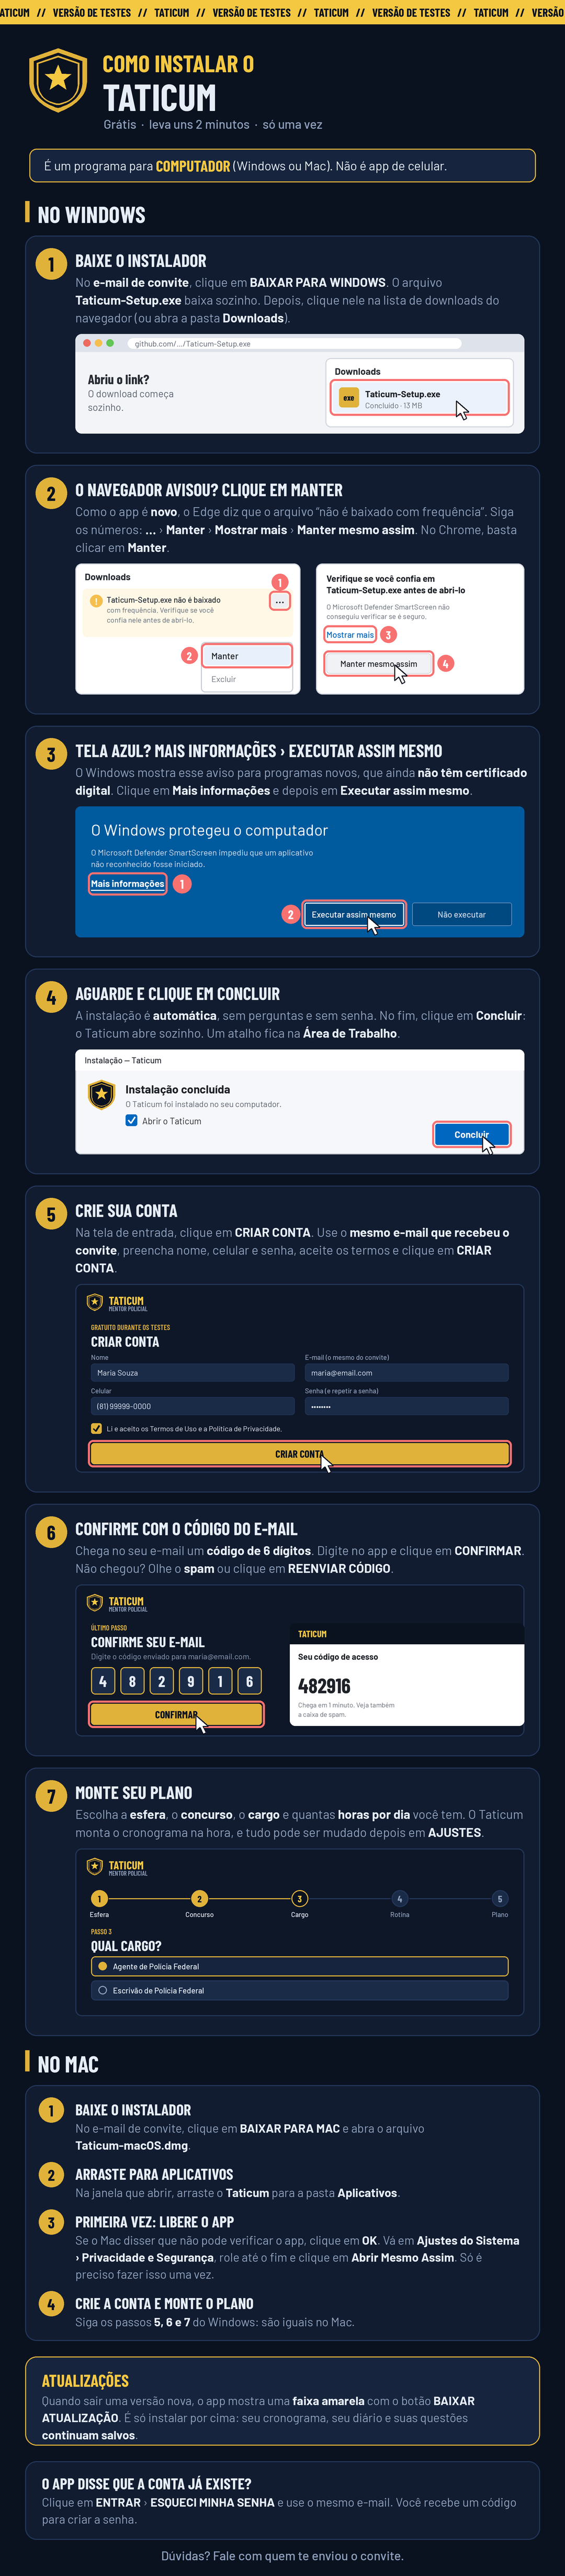 ATICUM // VERSÃO DE TESTES // TATICUM // VERSÃO DE TESTES // TATICUM // VERSÃO DE TESTES // TATICUM // VERSÃO
COMO INSTALAR O
TATICUM
Grátis · leva uns 2 minutos · só uma vez
É um programa para COMPUTADOR (Windows ou Mac). Não é app de celular.
NO WINDOWS
1
BAIXE O INSTALADOR
No e-mail de convite, clique em BAIXAR PARA WINDOWS. O arquivo
Taticum-Setup.exe baixa sozinho. Depois, clique nele na lista de downloads do
navegador (ou abra a pasta Downloads).
github.com/.../Taticum-Setup.exe
Abriu o link?
O download começa
sozinho.
Downloads
exe
Taticum-Setup.exe
Concluído · 13 MB
2
O NAVEGADOR AVISOU? CLIQUE EM MANTER
Como o app é novo, o Edge diz que o arquivo “não é baixado com frequência”. Siga
os números: ... › Manter › Mostrar mais › Manter mesmo assim. No Chrome, basta
clicar em Manter.
Downloads
1
!
Taticum-Setup.exe não é baixado
com frequência. Verifique se você
confia nele antes de abri-lo.
...
2
Manter
Excluir
Verifique se você confia em
Taticum-Setup.exe antes de abri-lo
O Microsoft Defender SmartScreen não
conseguiu verificar se é seguro.
Mostrar mais
3
Manter mesmo assim
4
3
TELA AZUL? MAIS INFORMAÇÕES › EXECUTAR ASSIM MESMO
O Windows mostra esse aviso para programas novos, que ainda não têm certificado
digital. Clique em Mais informações e depois em Executar assim mesmo.
O Windows protegeu o computador
O Microsoft Defender SmartScreen impediu que um aplicativo
não reconhecido fosse iniciado.
Mais informações
1
2
Executar assim mesmo
Não executar
4
AGUARDE E CLIQUE EM CONCLUIR
A instalação é automática, sem perguntas e sem senha. No fim, clique em Concluir:
o Taticum abre sozinho. Um atalho fica na Área de Trabalho.
Instalação – Taticum
Instalação concluída
O Taticum foi instalado no seu computador.
Abrir o Taticum
Concluir
5
CRIE SUA CONTA
Na tela de entrada, clique em CRIAR CONTA. Use o mesmo e-mail que recebeu o
convite, preencha nome, celular e senha, aceite os termos e clique em CRIAR
CONTA.
TATICUM
MENTOR POLICIAL
GRATUITO DURANTE OS TESTES
CRIAR CONTA
Nome
E-mail (o mesmo do convite)
Maria Souza
maria@email.com
Celular
Senha (e repetir a senha)
(81) 99999-0000
••••••••
Li e aceito os Termos de Uso e a Política de Privacidade.
CRIAR CONTA
6
CONFIRME COM O CÓDIGO DO E-MAIL
Chega no seu e-mail um código de 6 dígitos. Digite no app e clique em CONFIRMAR.
Não chegou? Olhe o spam ou clique em REENVIAR CÓDIGO.
TATICUM
MENTOR POLICIAL
ÚLTIMO PASSO
CONFIRME SEU E-MAIL
Digite o código enviado para maria@email.com.
4 8 2 9 1 6
CONFIRMAR
TATICUM
Seu código de acesso
482916
Chega em 1 minuto. Veja também
a caixa de spam.
7
MONTE SEU PLANO
Escolha a esfera, o concurso, o cargo e quantas horas por dia você tem. O Taticum
monta o cronograma na hora, e tudo pode ser mudado depois em AJUSTES.
TATICUM
MENTOR POLICIAL
1 2 3 4 5
Esfera Concurso Cargo Rotina Plano
PASSO 3
QUAL CARGO?
Agente de Polícia Federal
Escrivão de Polícia Federal
NO MAC
1
BAIXE O INSTALADOR
No e-mail de convite, clique em BAIXAR PARA MAC e abra o arquivo
Taticum-macOS.dmg.
2
ARRASTE PARA APLICATIVOS
Na janela que abrir, arraste o Taticum para a pasta Aplicativos.
3
PRIMEIRA VEZ: LIBERE O APP
Se o Mac disser que não pode verificar o app, clique em OK. Vá em Ajustes do Sistema
› Privacidade e Segurança, role até o fim e clique em Abrir Mesmo Assim. Só é
preciso fazer isso uma vez.
4
CRIE A CONTA E MONTE O PLANO
Siga os passos 5, 6 e 7 do Windows: são iguais no Mac.
ATUALIZAÇÕES
Quando sair uma versão nova, o app mostra uma faixa amarela com o botão BAIXAR
ATUALIZAÇÃO. É só instalar por cima: seu cronograma, seu diário e suas questões
continuam salvos.
O APP DISSE QUE A CONTA JÁ EXISTE?
Clique em ENTRAR › ESQUECI MINHA SENHA e use o mesmo e-mail. Você recebe um código
para criar a senha.
Dúvidas? Fale com quem te enviou o convite.